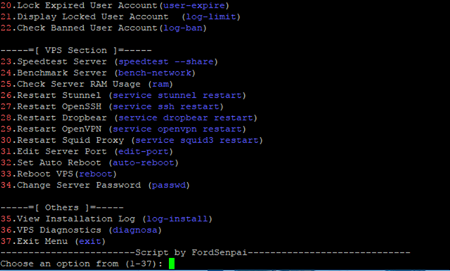 20.Lock Expired User Account(user-expire)
21.Display Locked User Account  (log-limit)
22.Check Banned User Account(log-ban)
-----=[ VPS Section ]=-----
23.Speedtest Server (speedtest --share)
24.Benchmark Server (bench-network)
25.Check Server RAM Usage (ram)
26.Restart Stunnel (service stunnel restart)
27.Restart OpenSSH (service ssh restart)
28.Restart Dropbear (service dropbear restart)
29.Restart OpenVPN (service openvpn restart)
30.Restart Squid Proxy (service squid3 restart)
31.Edit Server Port (edit-port)
32.Set Auto Reboot (auto-reboot)
33.Reboot VPS(reboot)
34.Change Server Password (passwd)
-----=[ Others ]=-----
35.View Installation Log (log-install)
36.VPS Diagnostics (diagnosa)
37.Exit Menu (exit)
-----------------------Script by FordSenpai----------------------------
Choose an option from (1-37):